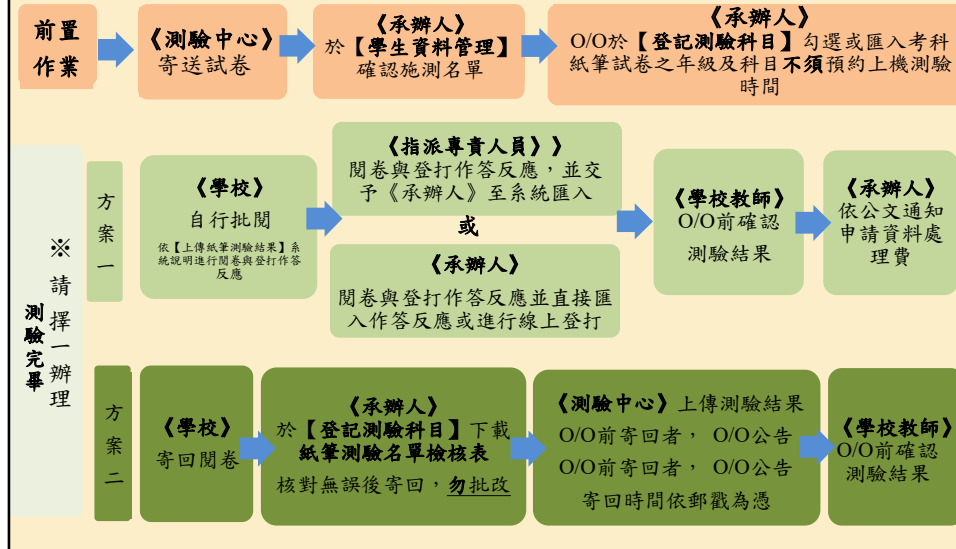 前置
作業
《測驗中心》
寄送試卷
《承辦人》
於【學生資料管理】
確認施測名單
《承辦人》
O/O於【登記測驗科目】勾選或匯入考科
紙筆試卷之年級及科目不須預約上機測驗
時間
※請擇一辦理
測驗完畢
方案一
《學校》
自行批閱
依【上傳紙筆測驗結果】系
統說明進行閱卷與登打作答
反應
《指派專責人員》》
閱卷與登打作答反應，並交
予《承辦人》至系統匯入
或
《承辦人》
閱卷與登打作答反應並直接匯
入作答反應或進行線上登打
《學校教師》
O/O前確認
測驗結果
《承辦人》
依公文通知
申請資料處
理費
方案二
《學校》
寄回閱卷
《承辦人》
於【登記測驗科目】下載
紙筆測驗名單檢核表
核對無誤後寄回，勿批改
《測驗中心》上傳測驗結果
O/O前寄回者， O/O公告
O/O前寄回者， O/O公告
寄回時間依郵戳為憑
《學校教師》
O/O前確認
測驗結果